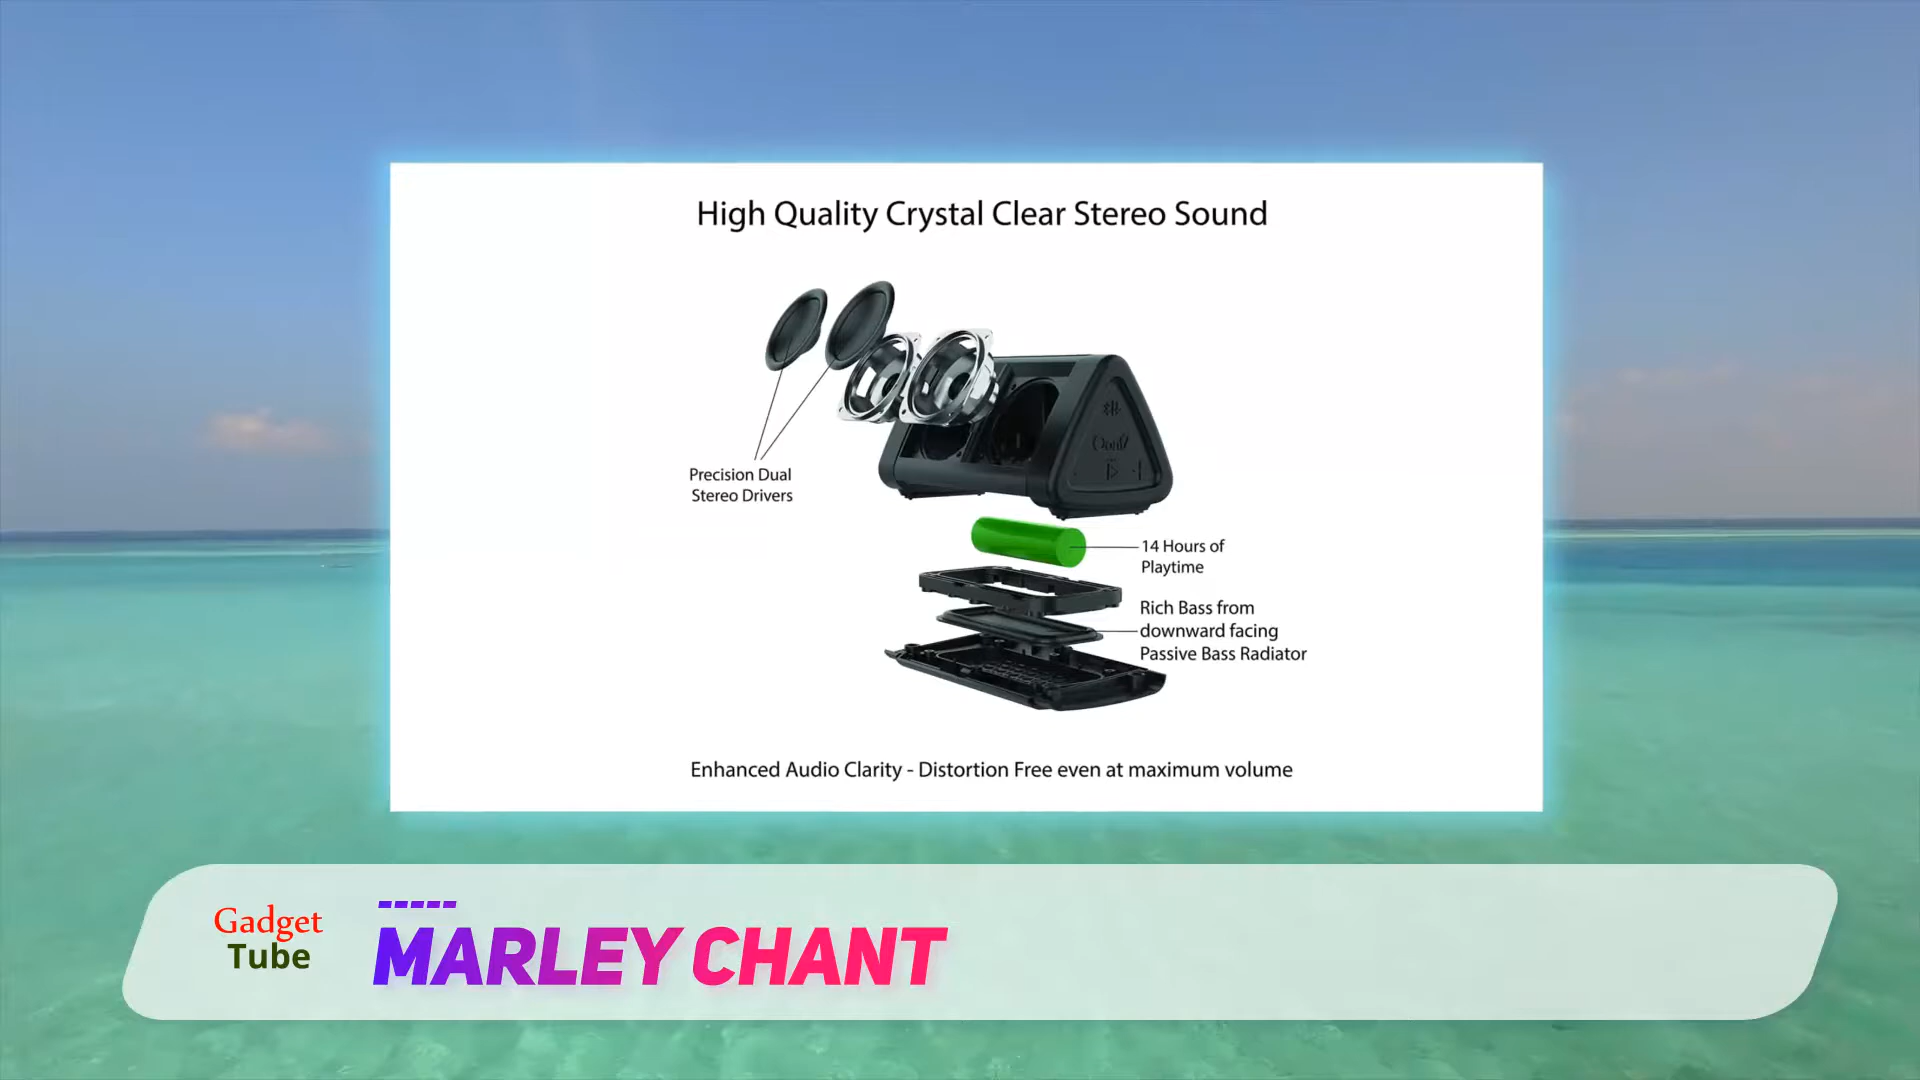 High Quality Crystal Clear Stereo Sound
Precision Dual
Stereo Drivers
14 Hours of
Playtime
Rich Bass from
downward facing
Passive Bass Radiator
Enhanced Audio Clarity - Distortion Free even at maximum volume
Gadget
Tube
MARLEY CHANT